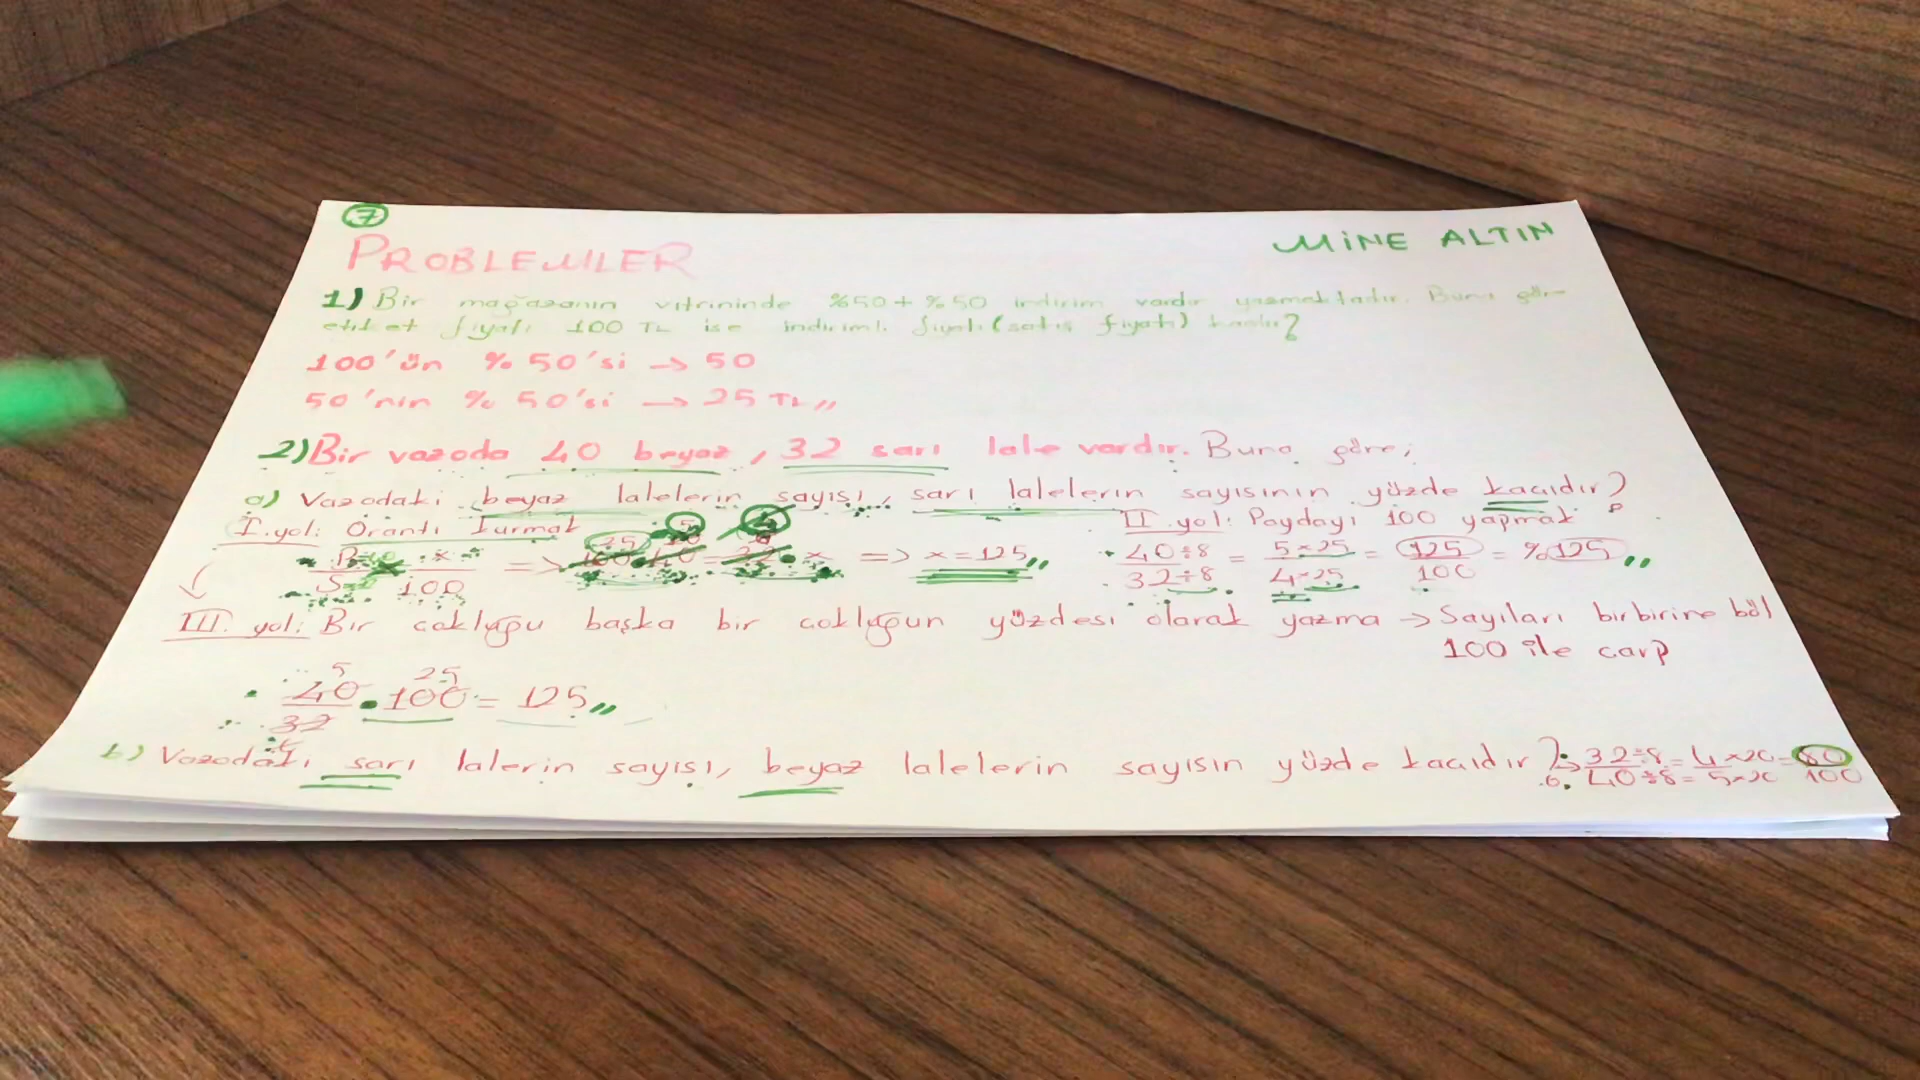 7
PROBLEMLER
MİNE ALTIN
1) Bir mağazanın vitrininde %50 + %50 indirim vardır yazmaktadır. Buna göre
etiket fiyatı 100 TL ise indirimli fiyatı (satış fiyatı) kaçtır?
100'ün % 50'si → 50
50'nin % 50'si → 25 TL,,
2) Bir vazoda 40 beyaz, 32 sarı lale vardır. Buna göre;
a) Vazodaki beyaz lalelerin sayısı, sarı lalelerin sayısının yüzde kaçıdır?
I. yol: Orantı kurmak
=> x = 125,,
II. yol: Paydayı 100 yapmak
40÷8 / 32÷8 = 5×25 / 4×25 = 125 / 100 = %125,,
III. yol: Bir çokluğu başka bir çokluğun yüzdesi olarak yazma → Sayıları birbirine böl
100 ile çarp
40 / 32 . 100 = 125,,
5 25
4
b) Vazodaki sarı lalerin sayısı, beyaz lalelerin sayısın yüzde kaçıdır? → 32÷8 / 40÷8 = 4×20 / 5×20 = 80 / 100